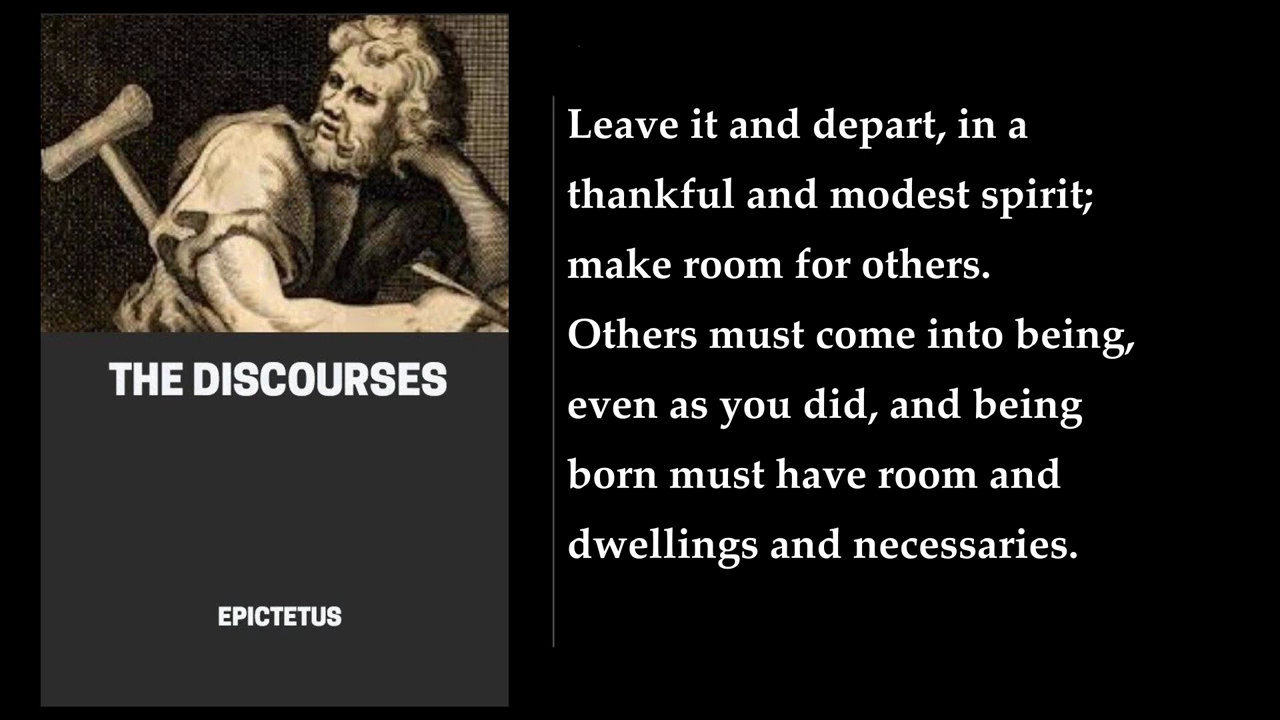 THE DISCOURSES
EPICTETUS
Leave it and depart, in a
thankful and modest spirit;
make room for others.
Others must come into being,
even as you did, and being
born must have room and
dwellings and necessaries.